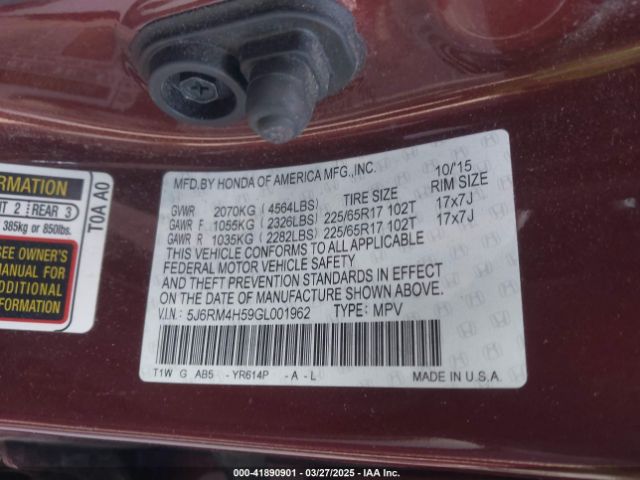 RMATION
NT 2 REAR 3
385kg or 850lbs.
SEE OWNER'S
MANUAL FOR
ADDITIONAL
INFORMATION
T0A A0
MFD.BY HONDA OF AMERICA MFG.,INC. 10/'15
TIRE SIZE RIM SIZE
GVWR 2070KG (4564LBS)
GAWR F 1055KG (2326LBS) 225/65R17 102T 17x7J
GAWR R 1035KG (2282LBS) 225/65R17 102T 17x7J
THIS VEHICLE CONFORMS TO ALL APPLICABLE
FEDERAL MOTOR VEHICLE SAFETY
AND THEFT PREVENTION STANDARDS IN EFFECT
ON THE DATE OF MANUFACTURE SHOWN ABOVE.
V.I.N.: 5J6RM4H59GL001962 TYPE: MPV
T1W G AB5 - YR614P - A - L MADE IN U.S.A.
000-41890901 - 03/27/2025 - IAA Inc.